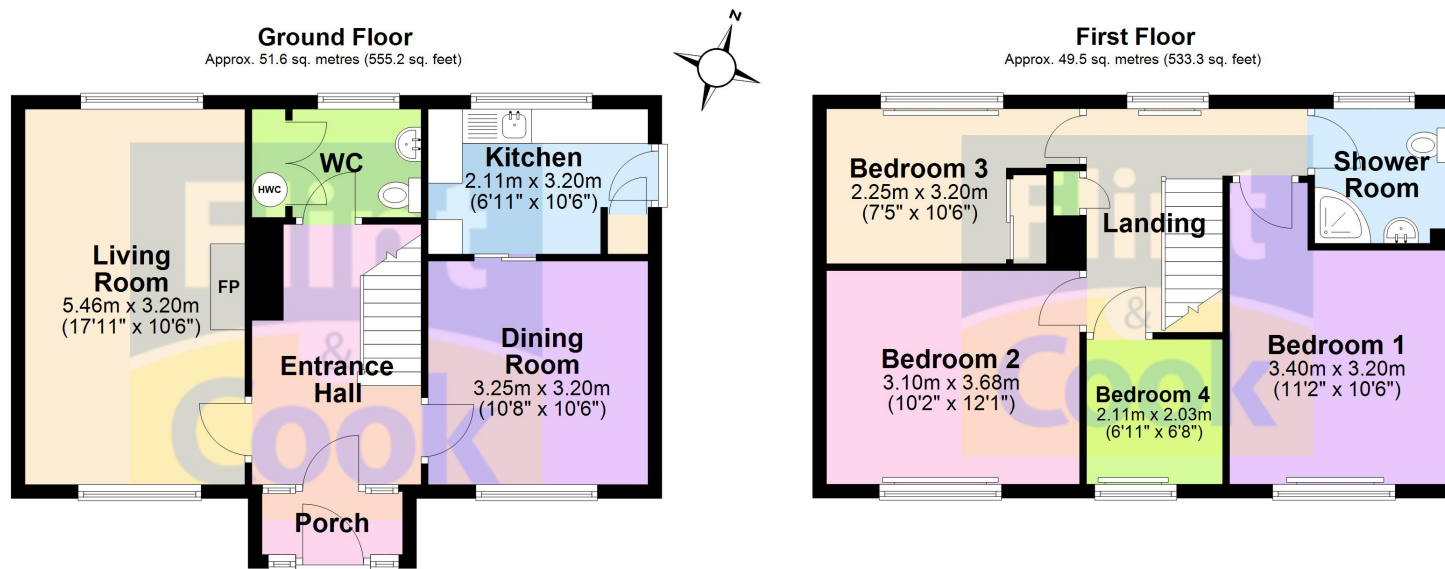 Ground Floor
Approx. 51.6 sq. metres (555.2 sq. feet)
N
First Floor
Approx. 49.5 sq. metres (533.3 sq. feet)
WC
HWC
Kitchen
2.11m x 3.20m
(6'11" x 10'6")
Living
Room
5.46m x 3.20m
(17'11" x 10'6")
FP
Entrance
Hall
Dining
Room
3.25m x 3.20m
(10'8" x 10'6")
Porch
Flint
&
Cook
Bedroom 3
2.25m x 3.20m
(7'5" x 10'6")
Shower
Room
Landing
Bedroom 2
3.10m x 3.68m
(10'2" x 12'1")
Bedroom 4
2.11m x 2.03m
(6'11" x 6'8")
Bedroom 1
3.40m x 3.20m
(11'2" x 10'6")
Flint
&
Cook